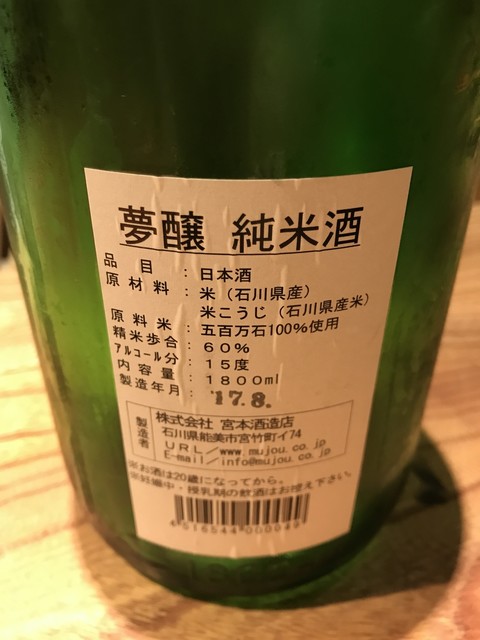 夢醸 純米酒
品目:日本酒
原材料:米(石川県産)
米こうじ(石川県産米)
原料米:五百万石100%使用
精米歩合:60%
アルコール分:15度
内容量:1800ml
製造年月:'17.8.
製造者
株式会社 宮本酒造店
石川県能美市宮竹町イ74
URL/www.mujou.co.jp
E-mail/info@mujou.co.jp
※お酒は20歳になってから。
※妊娠中・授乳期の飲酒はお控え下さい。
4516544000049